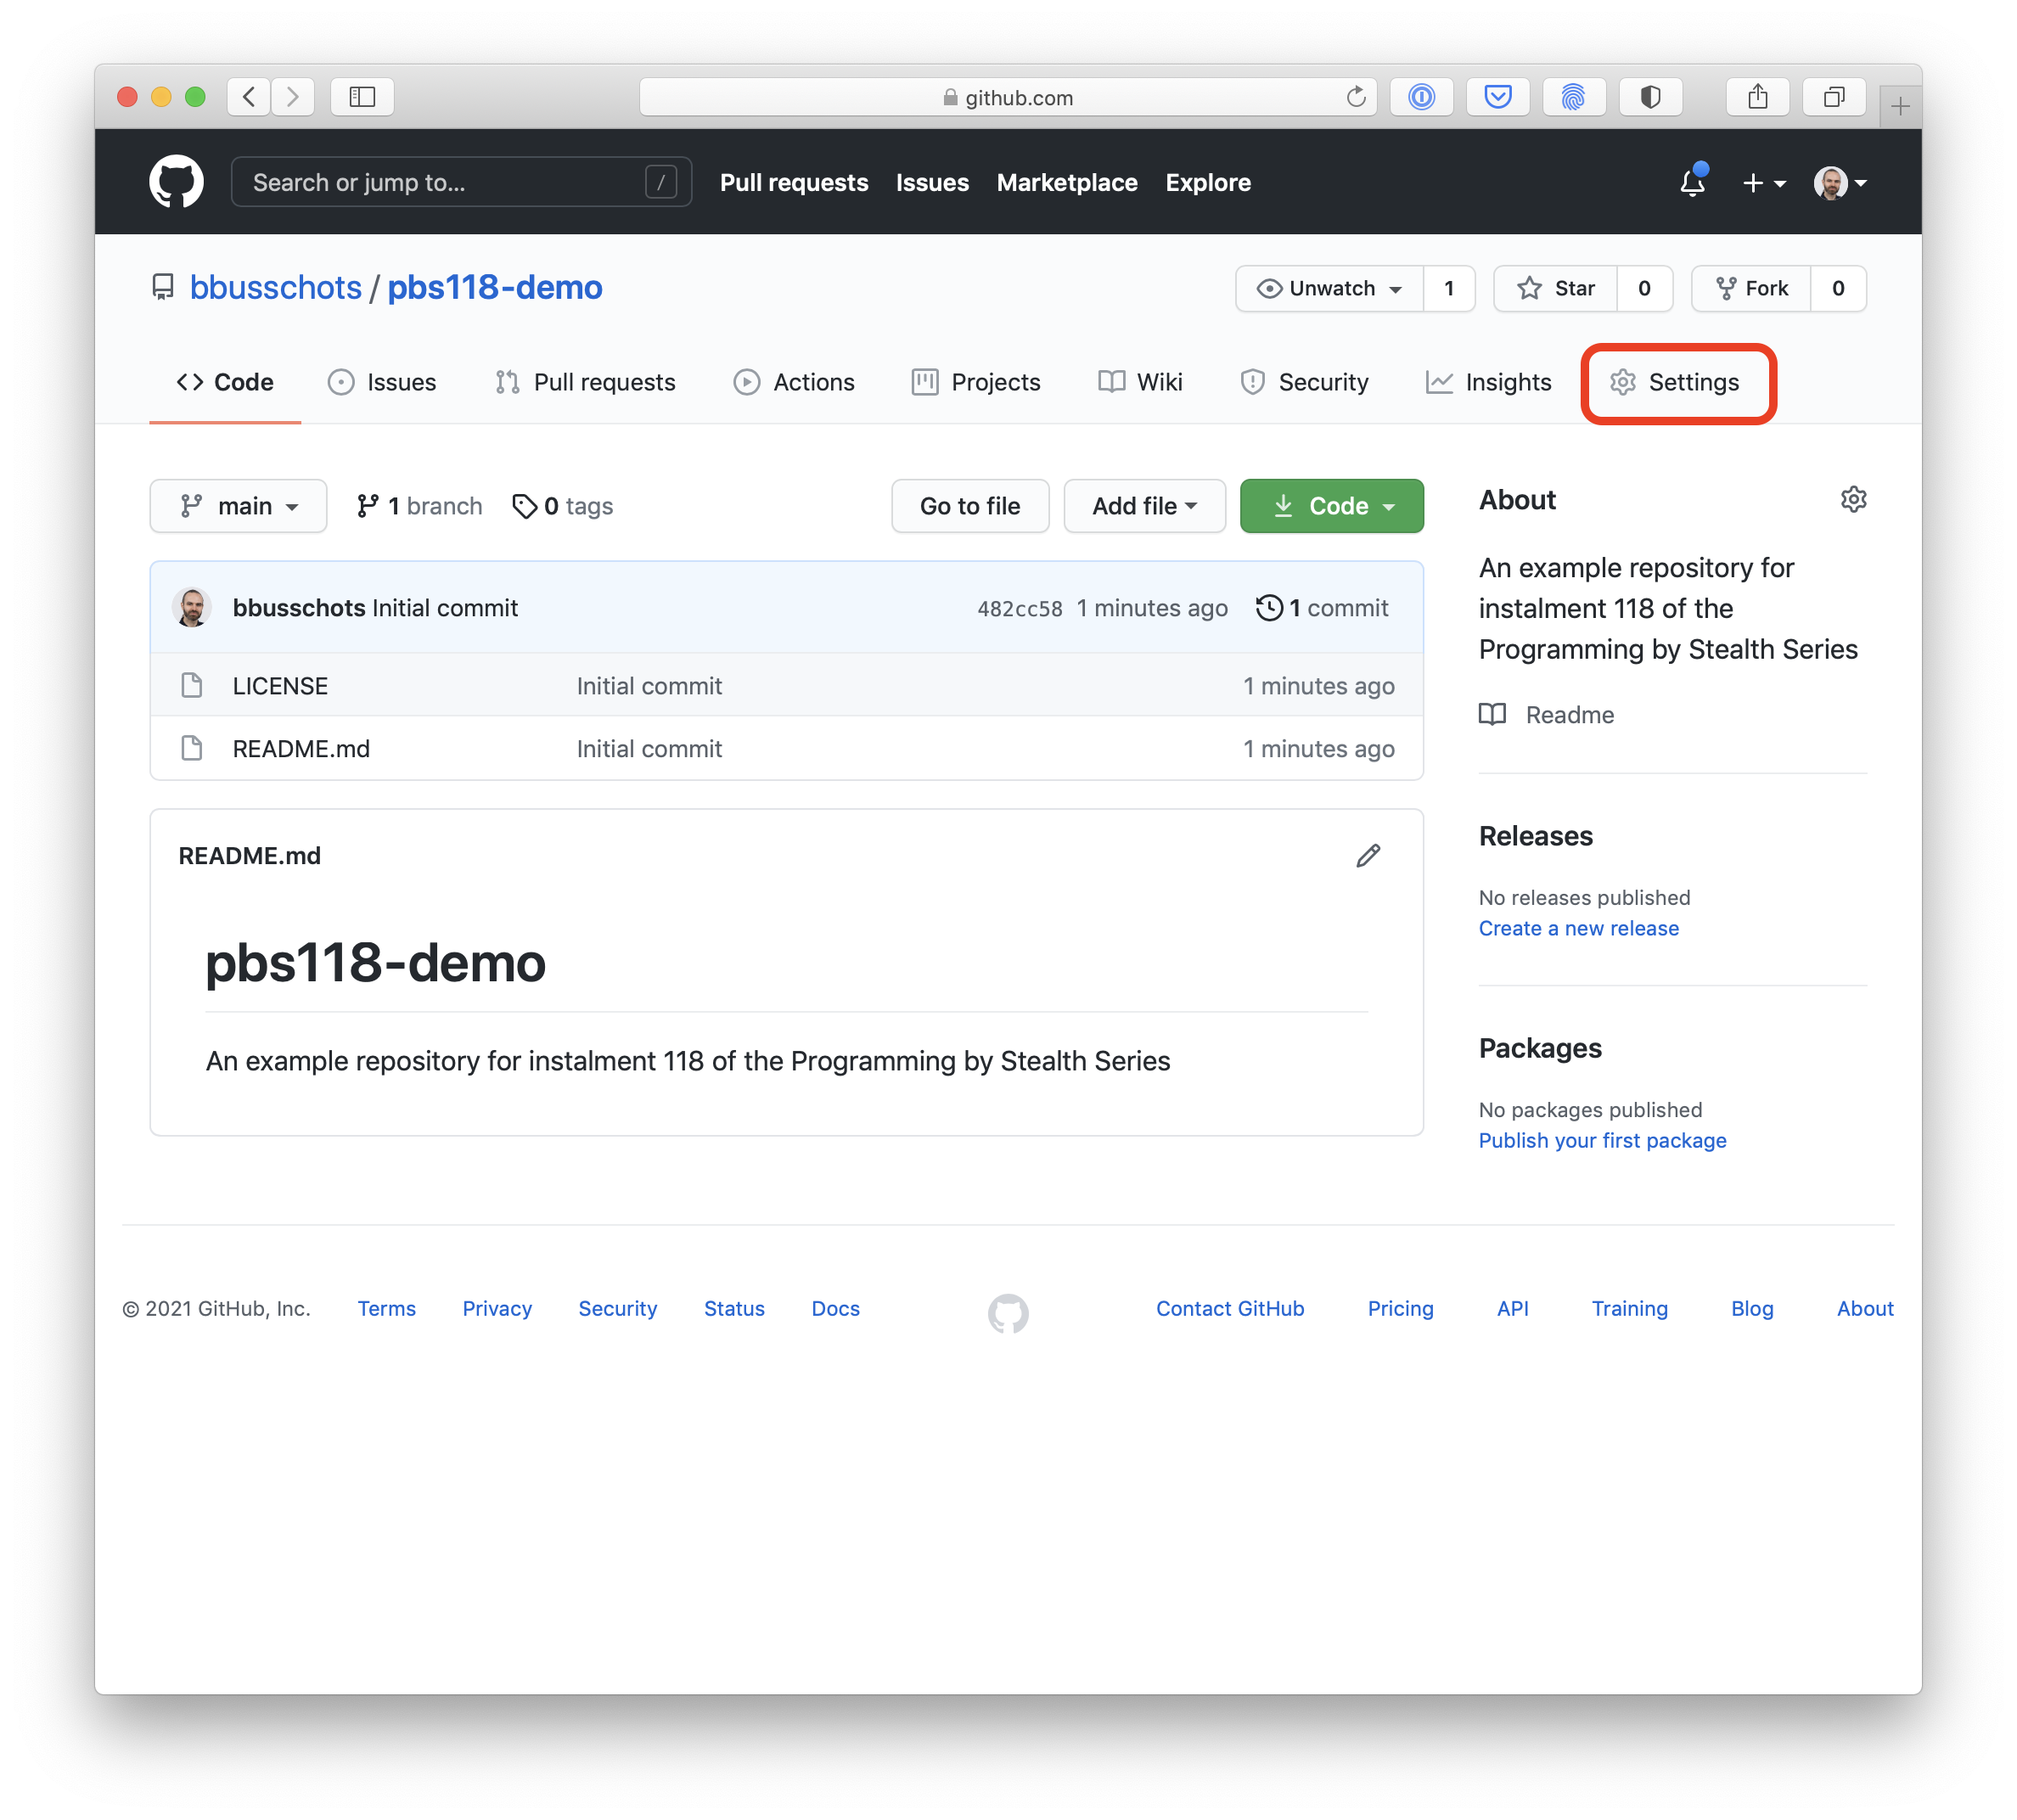 github.com
Search or jump to... /
Pull requests Issues Marketplace Explore
bbusschots / pbs118-demo
Unwatch 1 Star 0 Fork 0
Code Issues Pull requests Actions Projects Wiki Security Insights Settings
main 1 branch 0 tags Go to file Add file Code
bbusschots Initial commit 482cc58 1 minutes ago 1 commit
LICENSE Initial commit 1 minutes ago
README.md Initial commit 1 minutes ago
README.md
pbs118-demo
An example repository for instalment 118 of the Programming by Stealth Series
About
An example repository for
instalment 118 of the
Programming by Stealth Series
Readme
Releases
No releases published
Create a new release
Packages
No packages published
Publish your first package
© 2021 GitHub, Inc. Terms Privacy Security Status Docs Contact GitHub Pricing API Training Blog About